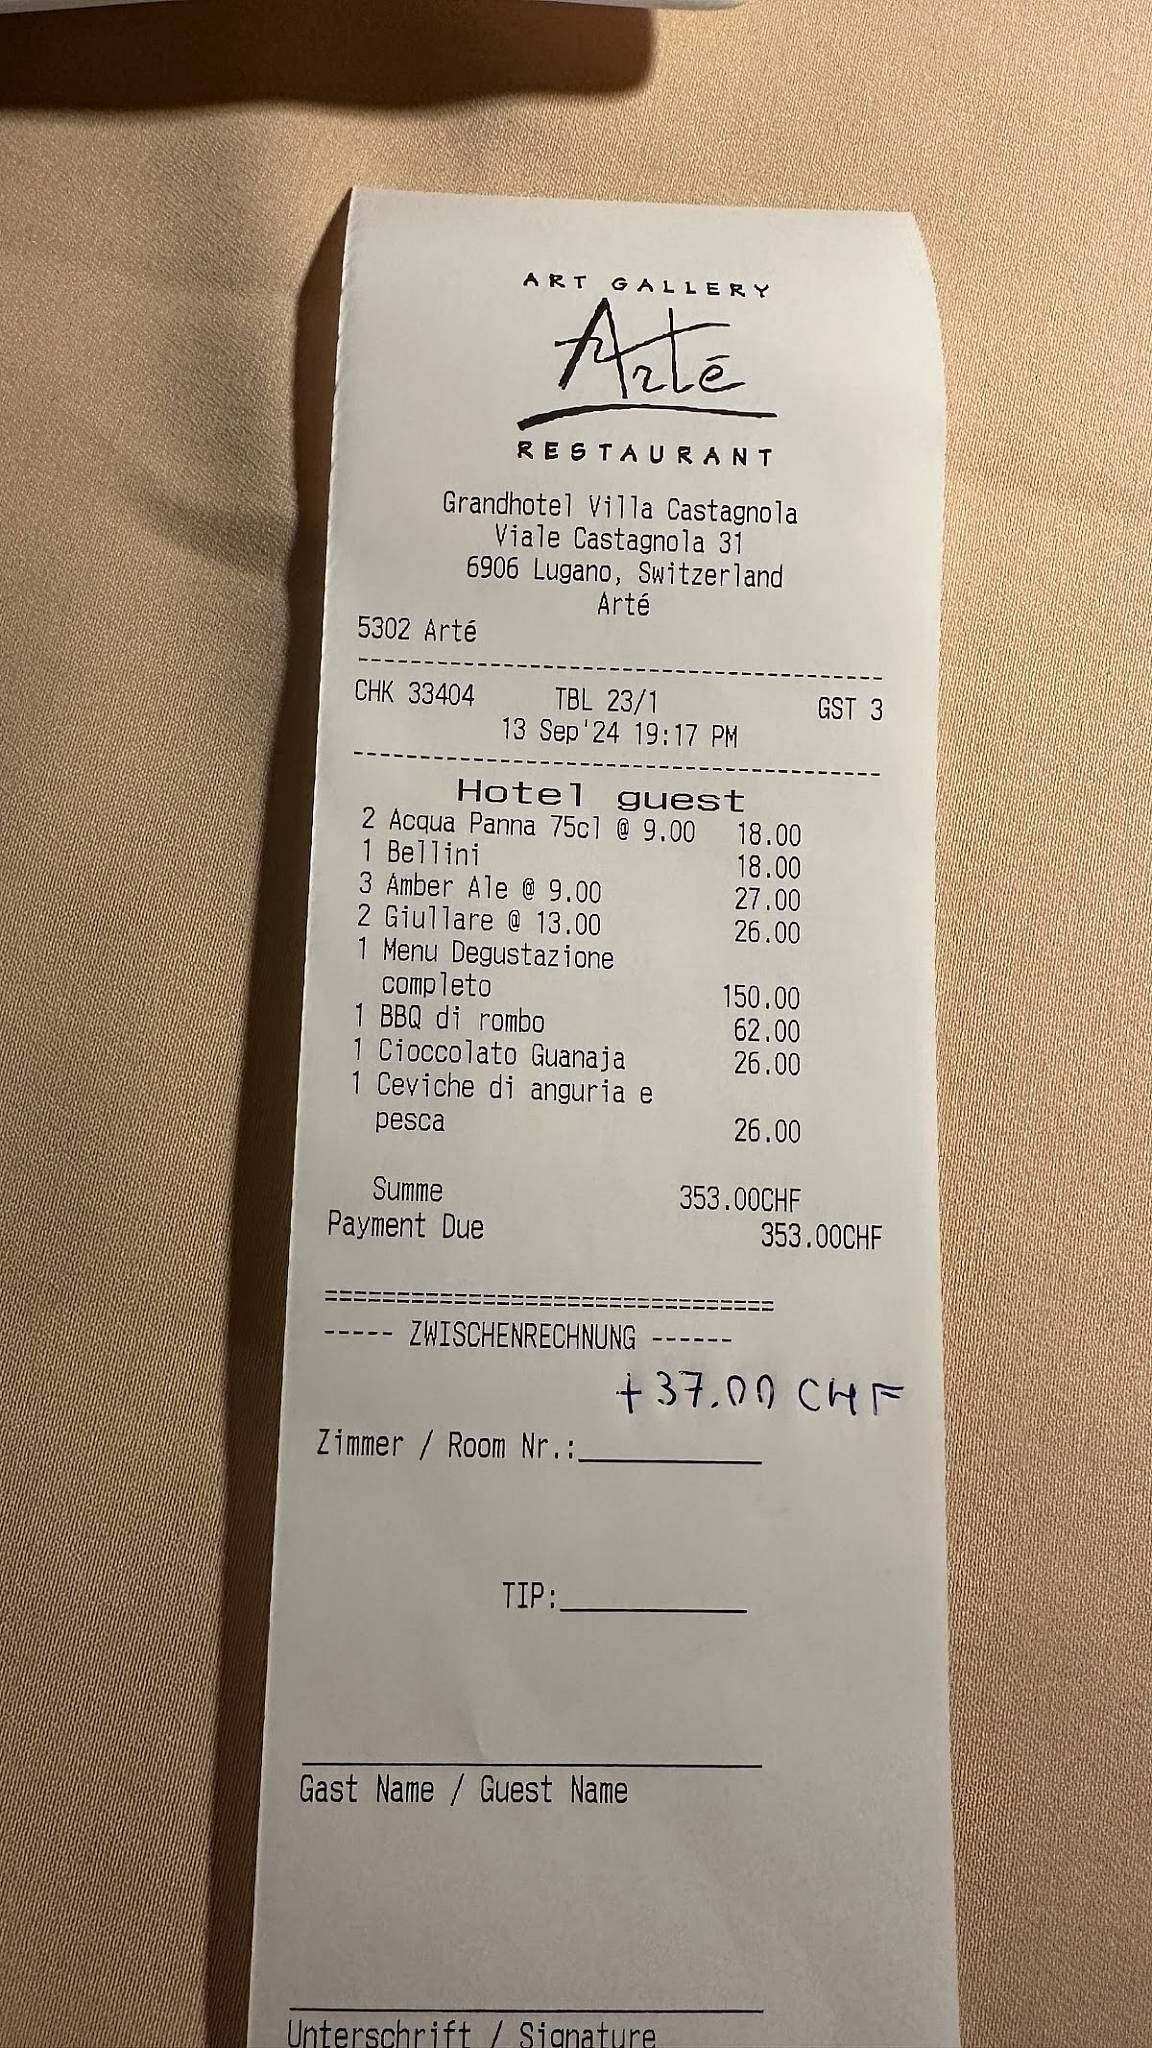 ART GALLERY
Arté
RESTAURANT
Grandhotel Villa Castagnola
Viale Castagnola 31
6906 Lugano, Switzerland
Arté
5302 Arté
----------------------------------------
CHK 33404 TBL 23/1 GST 3
13 Sep'24 19:17 PM
----------------------------------------
Hotel guest
2 Acqua Panna 75cl @ 9.00 18.00
1 Bellini 18.00
3 Amber Ale @ 9.00 27.00
2 Giullare @ 13.00 26.00
1 Menu Degustazione
completo 150.00
1 BBQ di rombo 62.00
1 Cioccolato Guanaja 26.00
1 Ceviche di anguria e
pesca 26.00
Summe 353.00CHF
Payment Due 353.00CHF
================================
----- ZWISCHENRECHNUNG ------
+37.00 CHF
Zimmer / Room Nr.:______________
TIP:______________
Gast Name / Guest Name
Unterschrift / Signature